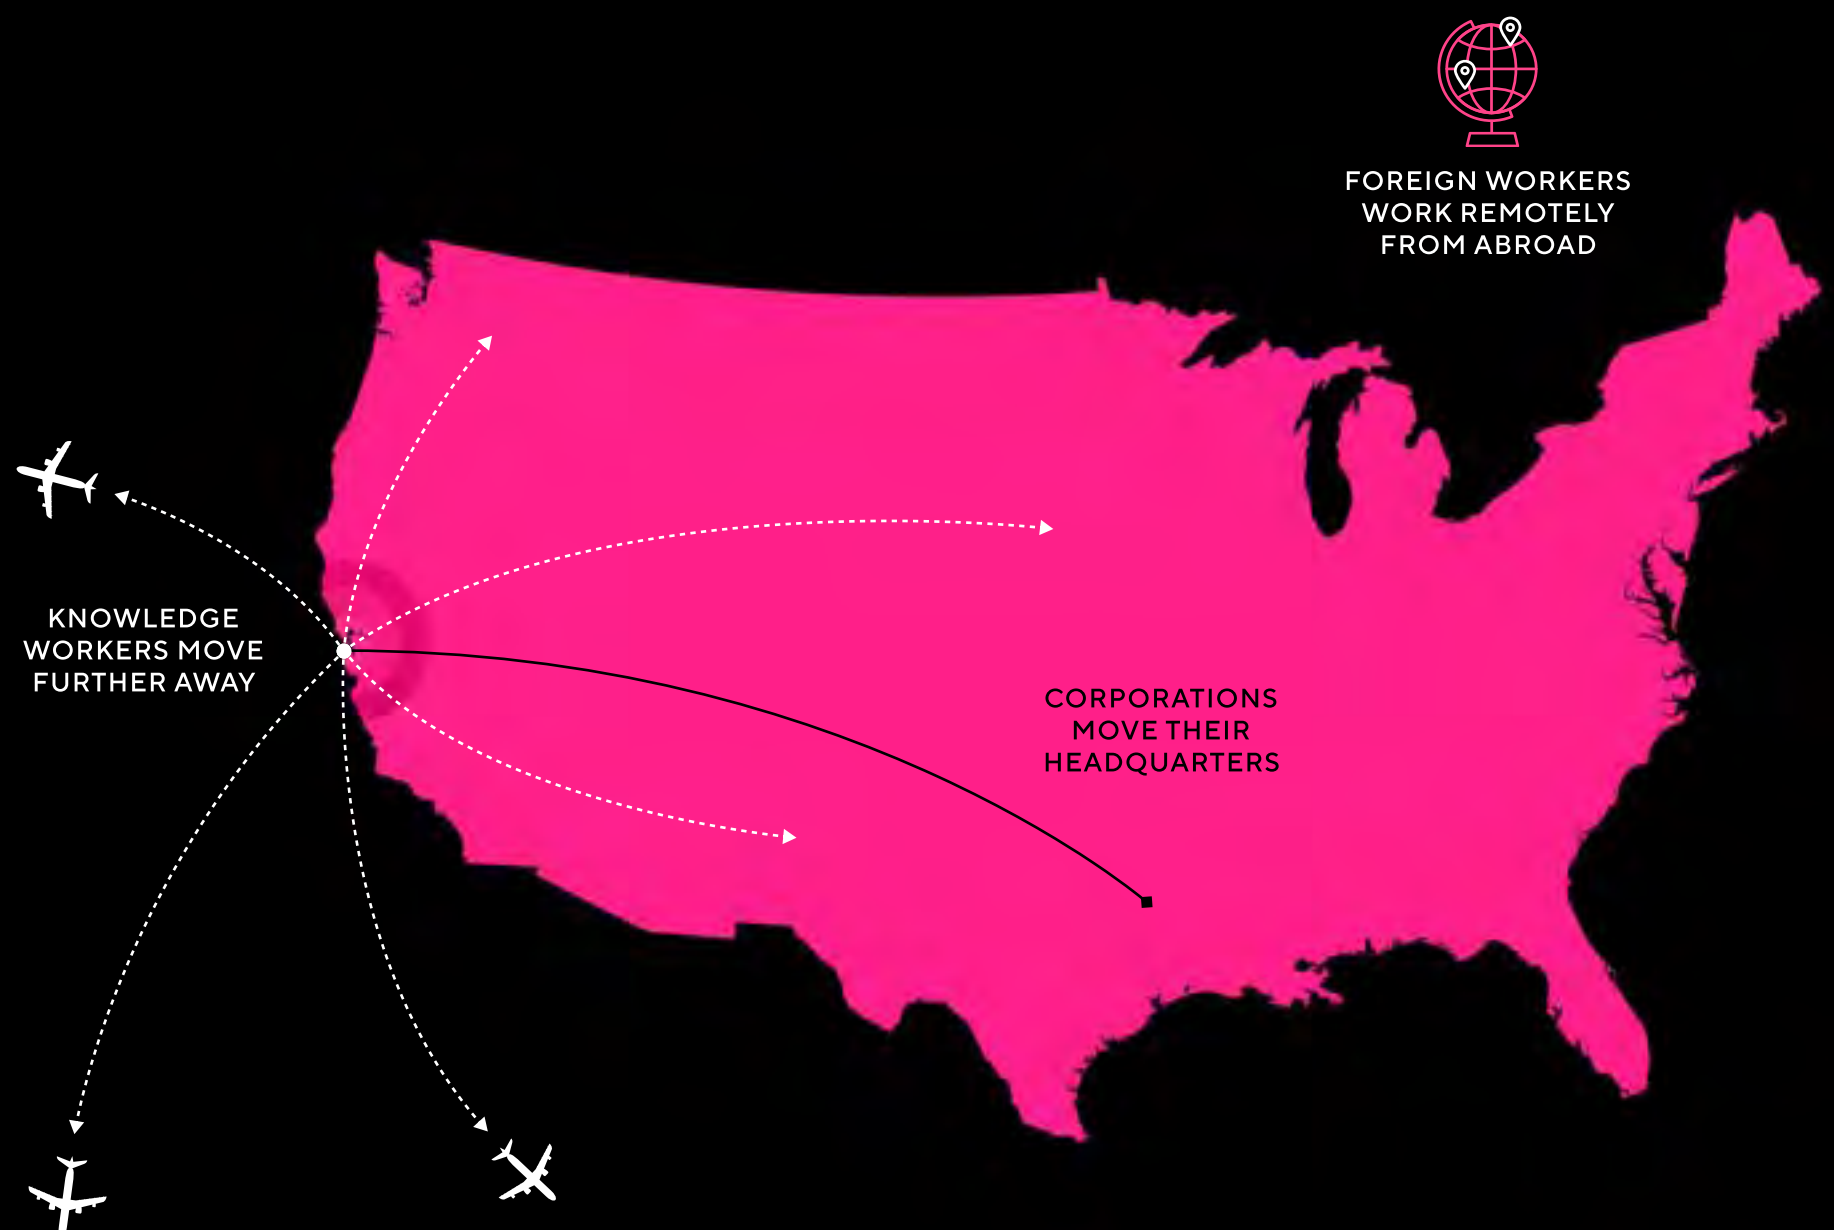 FOREIGN WORKERS
WORK REMOTELY
FROM ABROAD
KNOWLEDGE
WORKERS MOVE
FURTHER AWAY
CORPORATIONS
MOVE THEIR
HEADQUARTERS